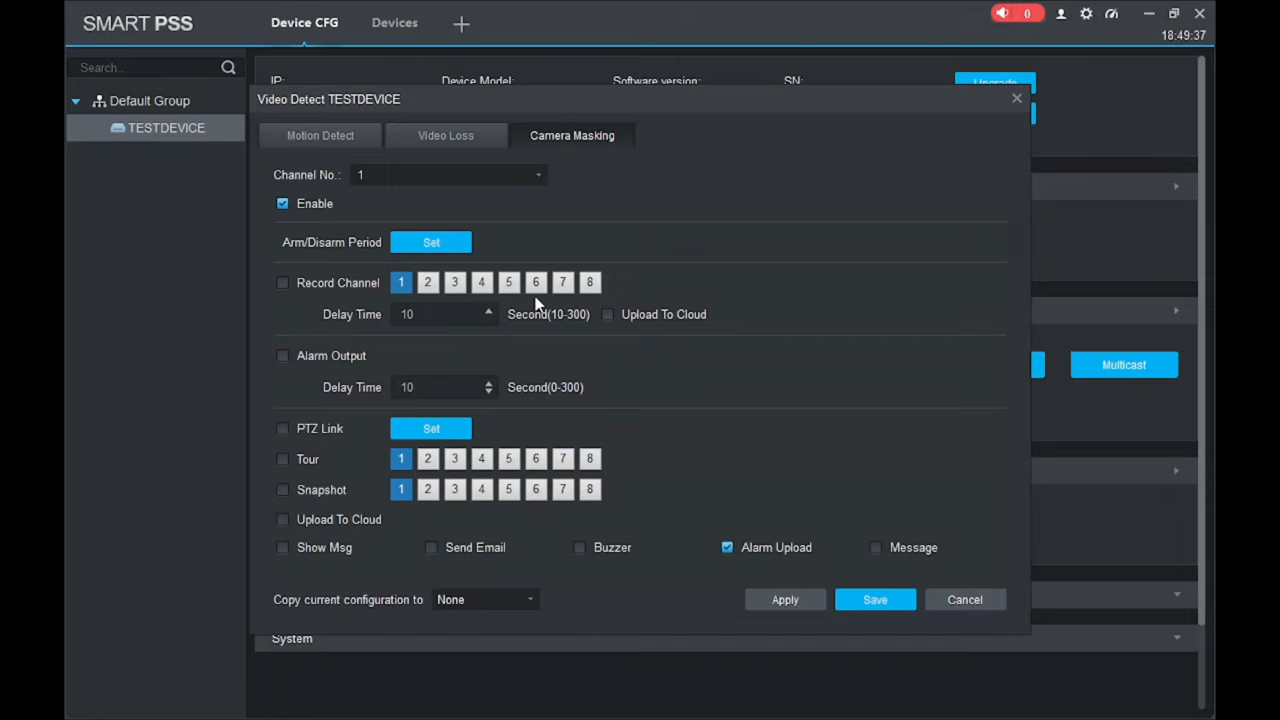 SMART PSS Device CFG Devices 0
18:49:37
Search..
IP: Device Model: Software version: SN: Upgrade
Default Group
TESTDEVICE
Video Detect TESTDEVICE
Motion Detect Video Loss Camera Masking
Channel No.: 1
Enable
Arm/Disarm Period Set
Record Channel 1 2 3 4 5 6 7 8
Delay Time 10 Second(10-300) Upload To Cloud
Alarm Output
Multicast
Delay Time 10 Second(0-300)
PTZ Link Set
Tour 1 2 3 4 5 6 7 8
Snapshot 1 2 3 4 5 6 7 8
Upload To Cloud
Show Msg Send Email Buzzer Alarm Upload Message
Copy current configuration to None Apply Save Cancel
System